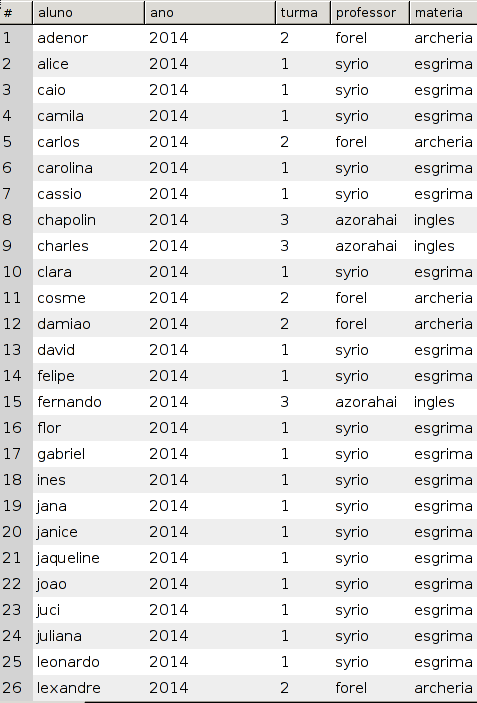 # aluno ano turma professor materia
1 adenor 2014 2 forel archeria
2 alice 2014 1 syrio esgrima
3 caio 2014 1 syrio esgrima
4 camila 2014 1 syrio esgrima
5 carlos 2014 2 forel archeria
6 carolina 2014 1 syrio esgrima
7 cassio 2014 1 syrio esgrima
8 chapolin 2014 3 azorahai ingles
9 charles 2014 3 azorahai ingles
10 clara 2014 1 syrio esgrima
11 cosme 2014 2 forel archeria
12 damiao 2014 2 forel archeria
13 david 2014 1 syrio esgrima
14 felipe 2014 1 syrio esgrima
15 fernando 2014 3 azorahai ingles
16 flor 2014 1 syrio esgrima
17 gabriel 2014 1 syrio esgrima
18 ines 2014 1 syrio esgrima
19 jana 2014 1 syrio esgrima
20 janice 2014 1 syrio esgrima
21 jaqueline 2014 1 syrio esgrima
22 joao 2014 1 syrio esgrima
23 juci 2014 1 syrio esgrima
24 juliana 2014 1 syrio esgrima
25 leonardo 2014 1 syrio esgrima
26 lexandre 2014 2 forel archeria